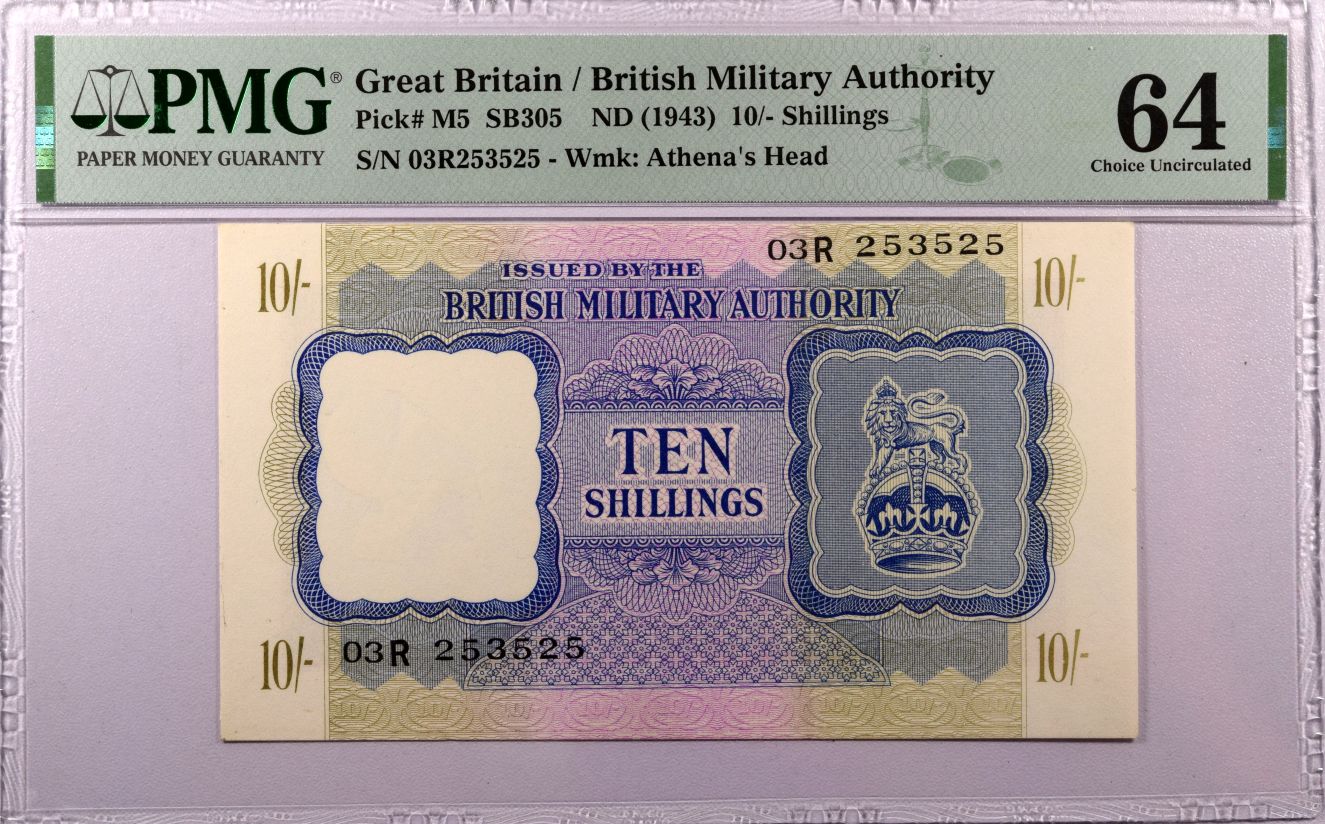 PMG®
PAPER MONEY GUARANTY
Great Britain / British Military Authority
Pick# M5 SB305 ND (1943) 10/- Shillings
S/N 03R253525 - Wmk: Athena's Head
64
Choice Uncirculated
03R 253525
10/-
10/-
ISSUED BY THE
BRITISH MILITARY AUTHORITY
TEN
SHILLINGS
03R 253525
10/-
10/-